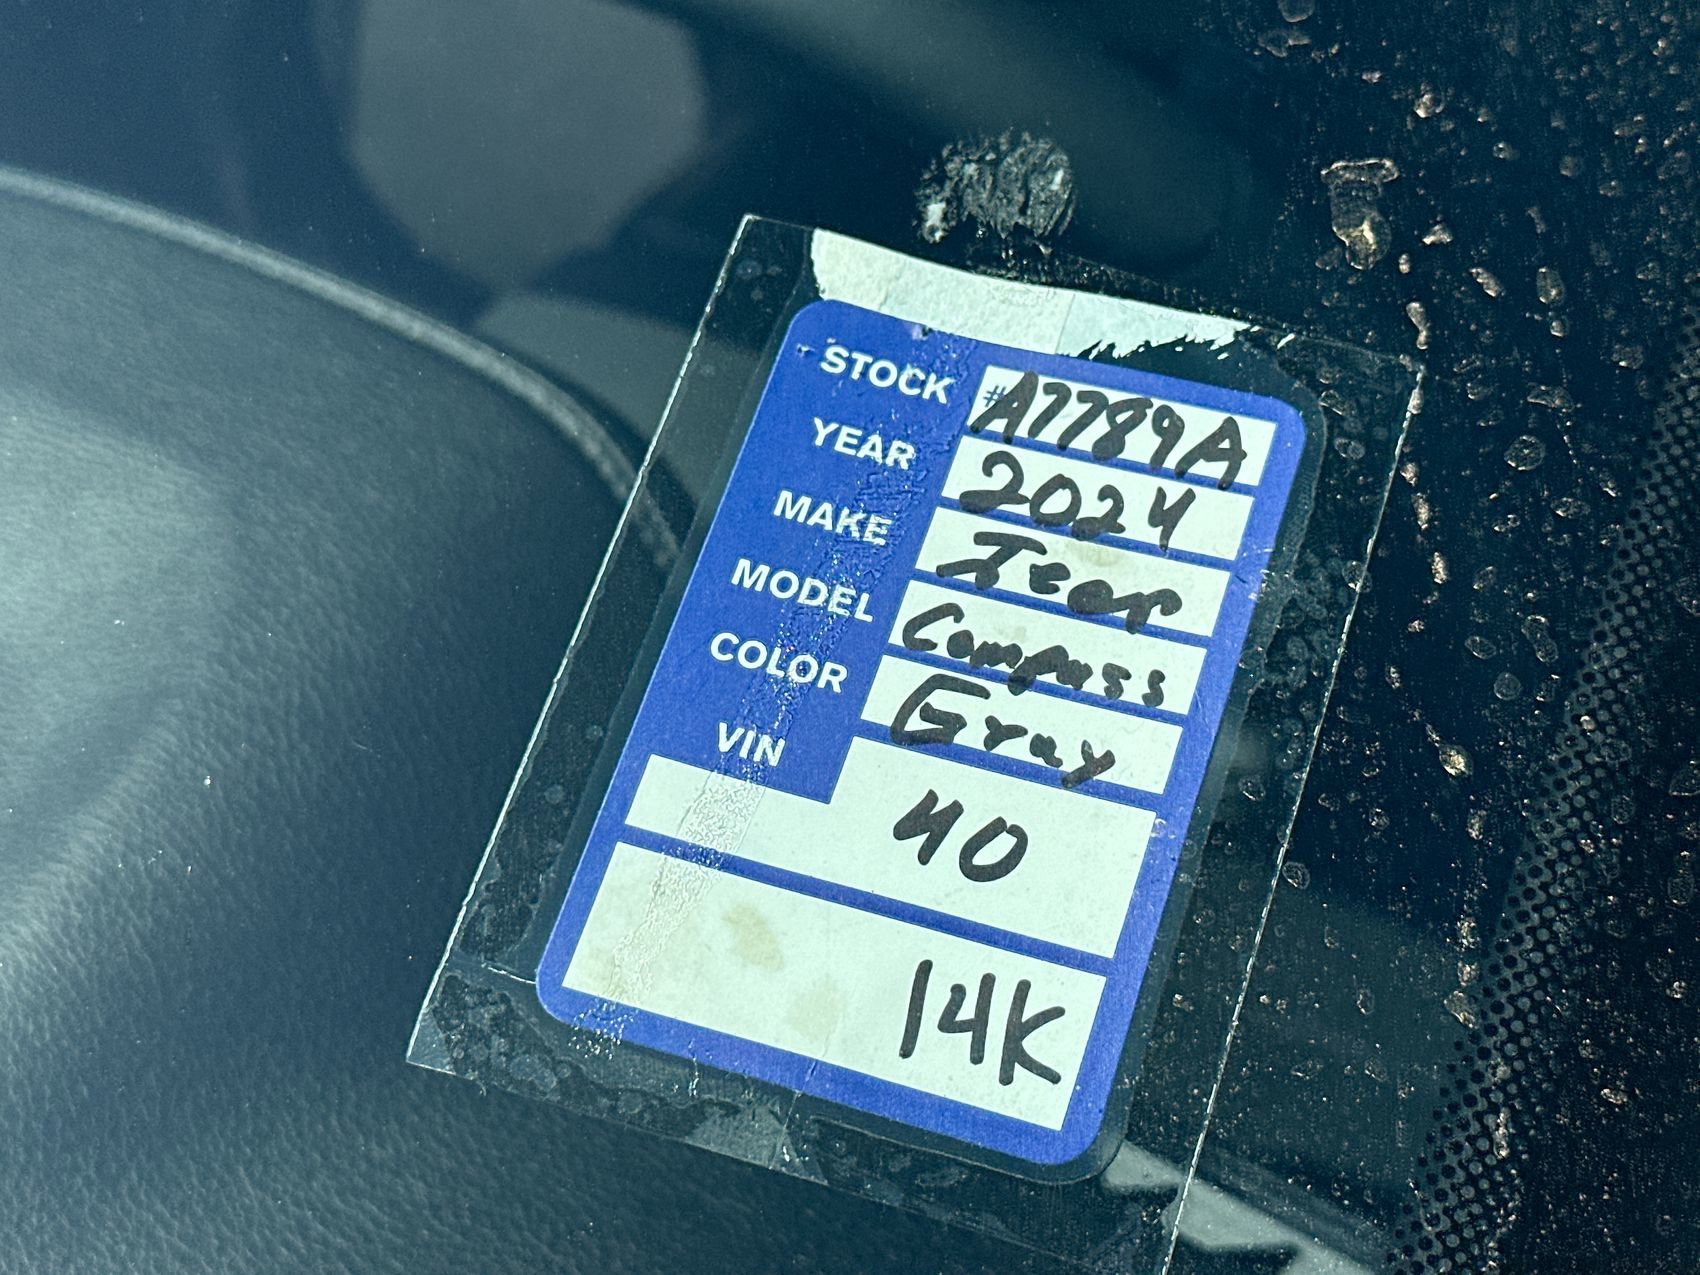 STOCK #A7789A
YEAR 2024
MAKE Jeep
MODEL Compass
COLOR Gray
VIN
40
14K